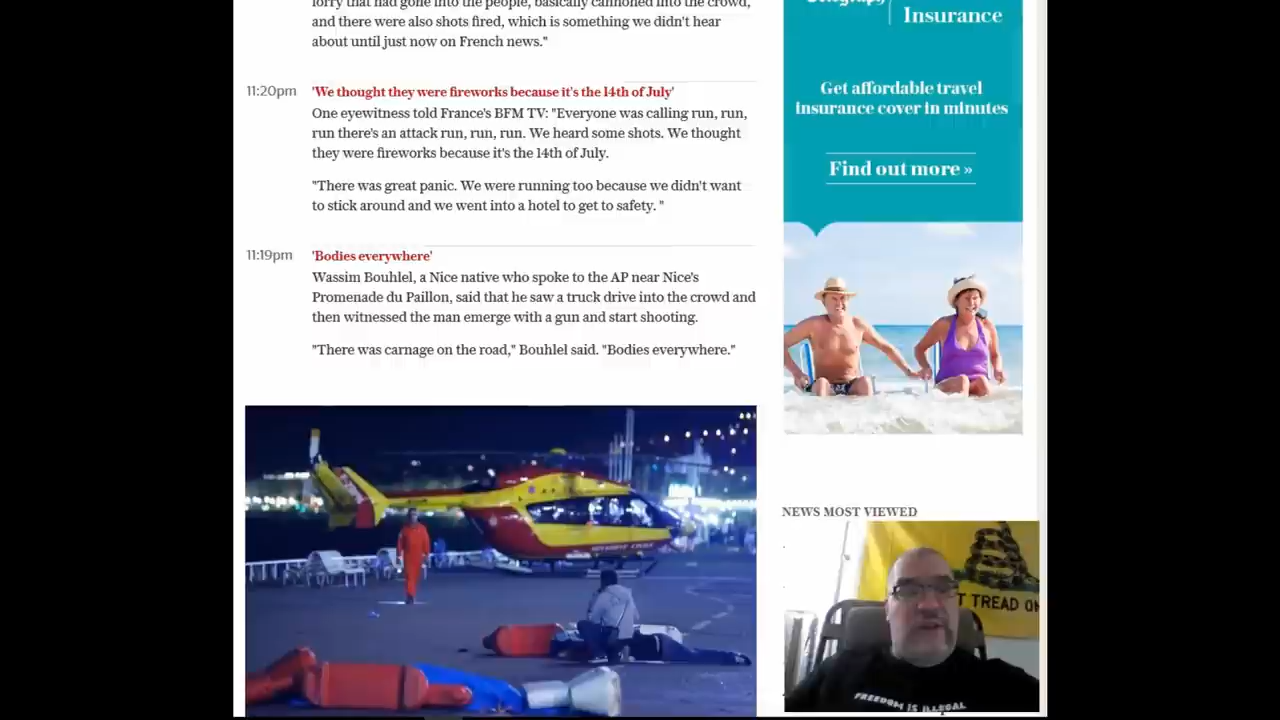 lorry that had gone into the people, basically cannoned into the crowd,
and there were also shots fired, which is something we didn't hear
about until just now on French news."
11:20pm
'We thought they were fireworks because it's the 14th of July'
One eyewitness told France's BFM TV: "Everyone was calling run, run,
run there's an attack run, run, run. We heard some shots. We thought
they were fireworks because it's the 14th of July.
"There was great panic. We were running too because we didn't want
to stick around and we went into a hotel to get to safety. "
11:19pm
'Bodies everywhere'
Wassim Bouhlel, a Nice native who spoke to the AP near Nice's
Promenade du Paillon, said that he saw a truck drive into the crowd and
then witnessed the man emerge with a gun and start shooting.
"There was carnage on the road," Bouhlel said. "Bodies everywhere."
Insurance
Get affordable travel
insurance cover in minutes
Find out more »
NEWS MOST VIEWED
T TREAD ON
FREEDOM IS ILLEGAL